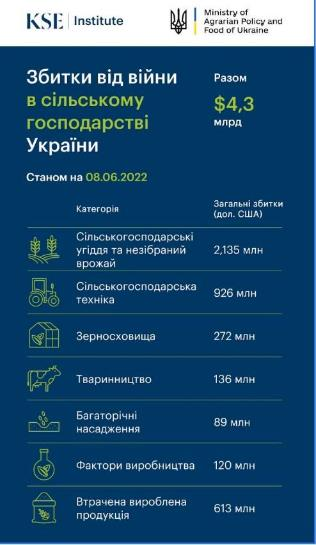 KSE Institute
Ministry of
Agrarian Policy and
Food of Ukraine
Збитки від війни
в сільському
господарстві
України
Разом
$4,3
млрд
Станом на 08.06.2022
Категорія
Загальні збитки
(дол. США)
Сільськогосподарські
угіддя та незібраний
врожай
2,135 млн
Сільськогосподарська
техніка
926 млн
Зерносховища
272 млн
Тваринництво
136 млн
Багаторічні
насадження
89 млн
Фактори виробництва
120 млн
Втрачена вироблена
продукція
613 млн